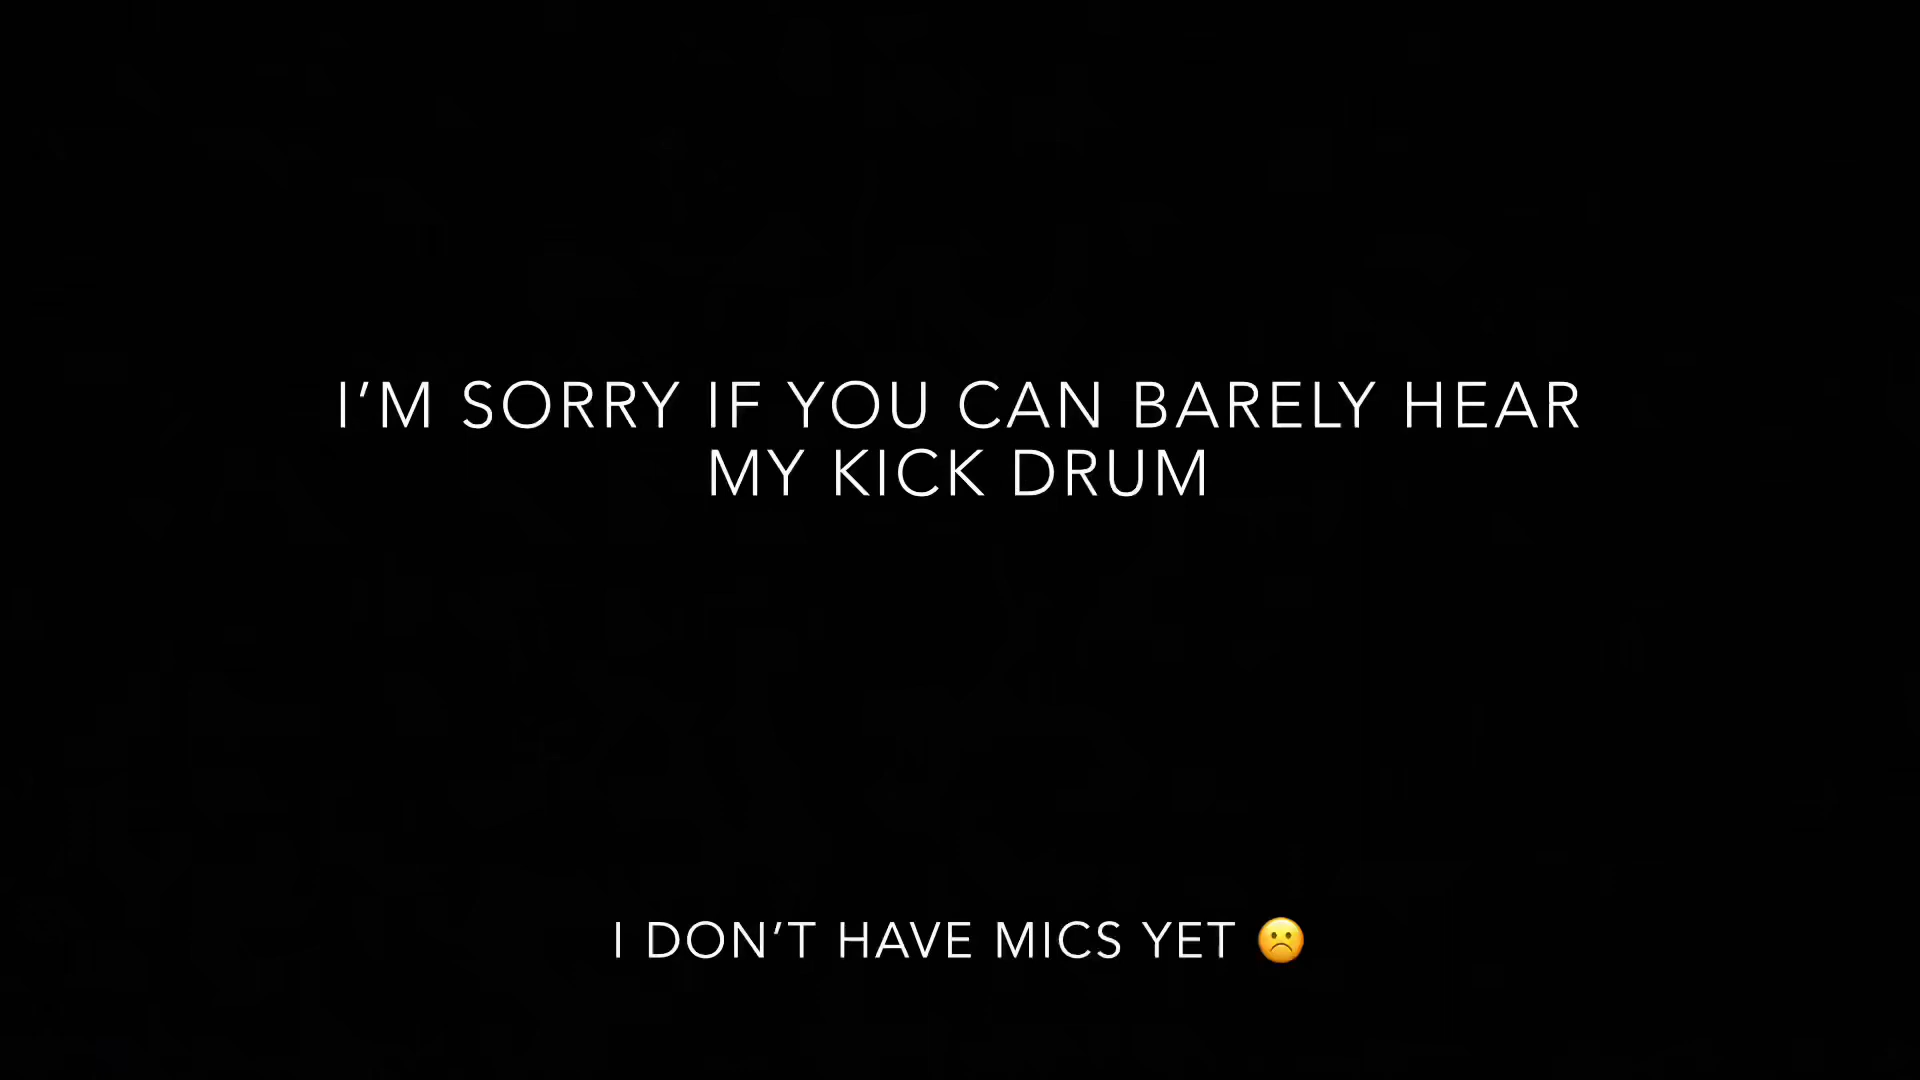 I’M SORRY IF YOU CAN BARELY HEAR
MY KICK DRUM
I DON’T HAVE MICS YET ☹️